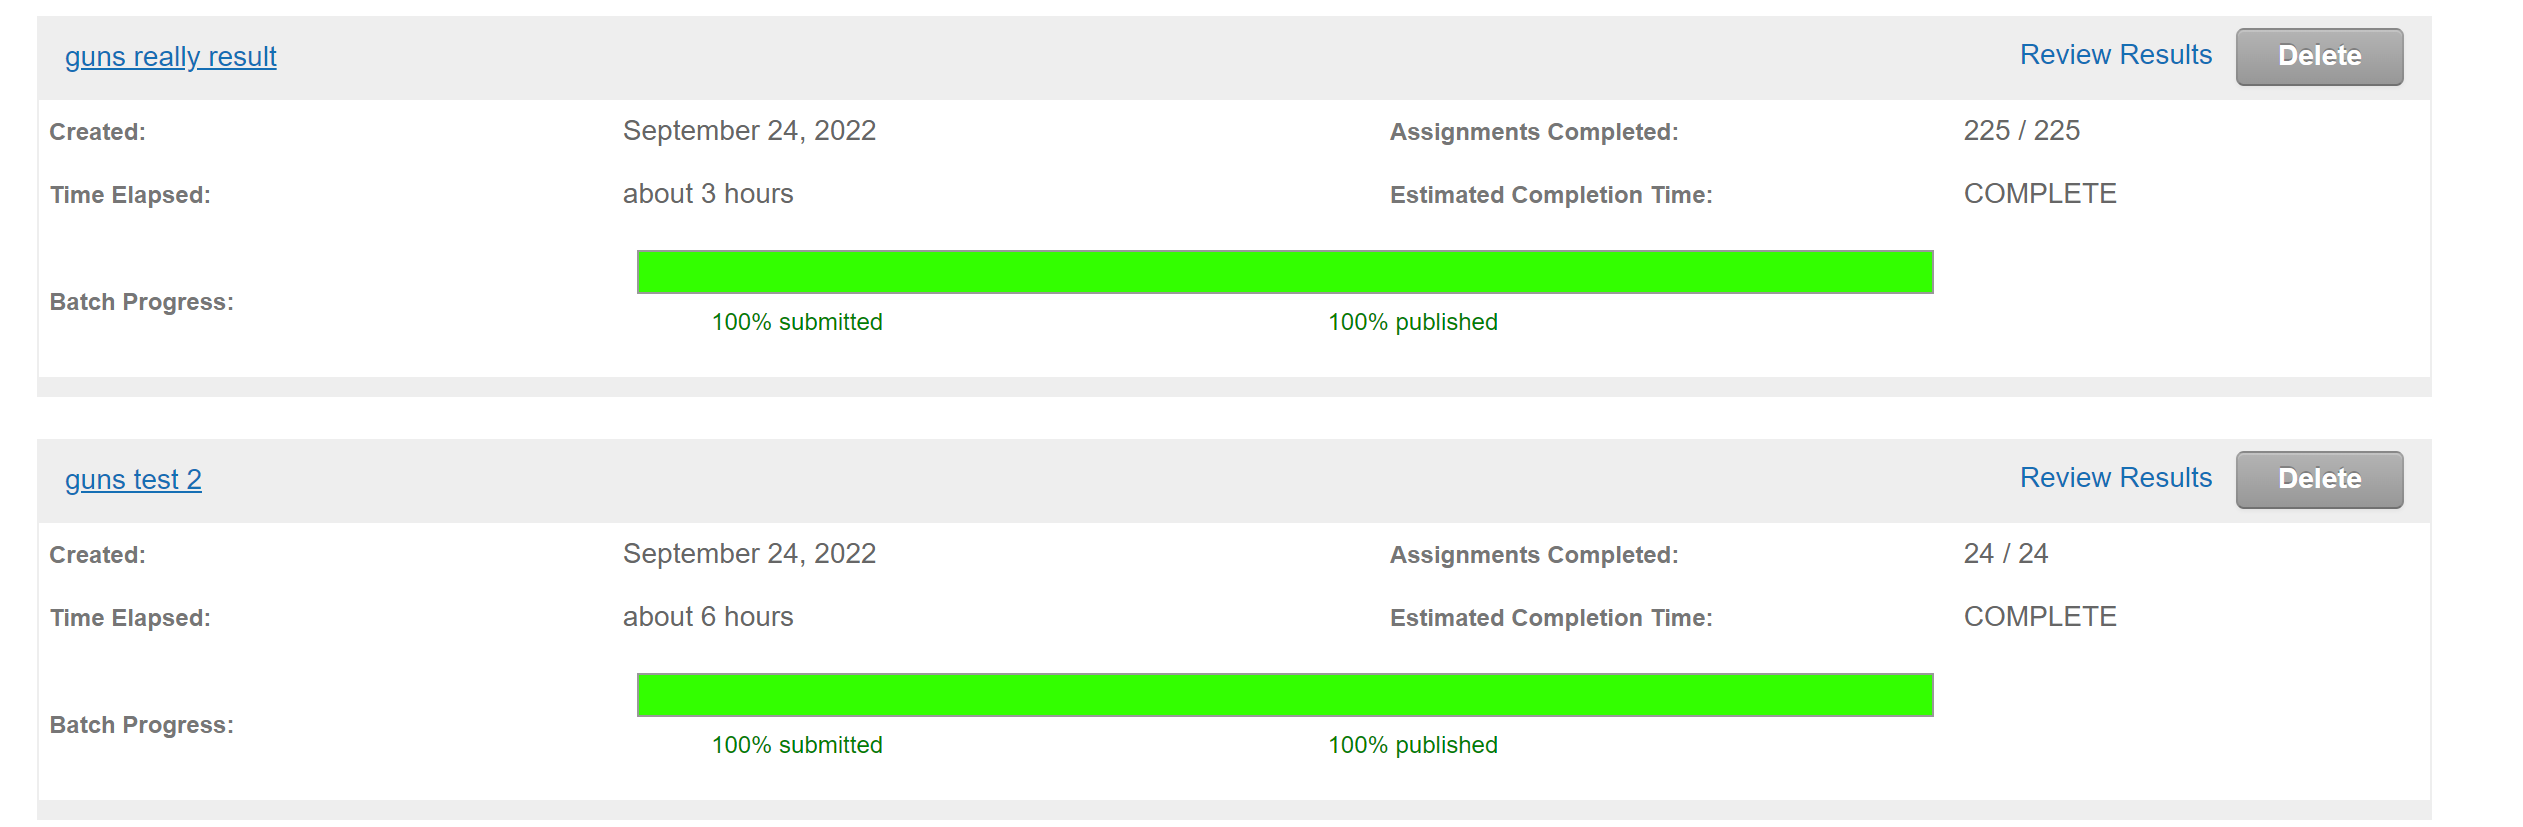 guns really result Review Results Delete
Created: September 24, 2022 Assignments Completed: 225 / 225
Time Elapsed: about 3 hours Estimated Completion Time: COMPLETE
Batch Progress:
100% submitted 100% published
guns test 2 Review Results Delete
Created: September 24, 2022 Assignments Completed: 24 / 24
Time Elapsed: about 6 hours Estimated Completion Time: COMPLETE
Batch Progress:
100% submitted 100% published